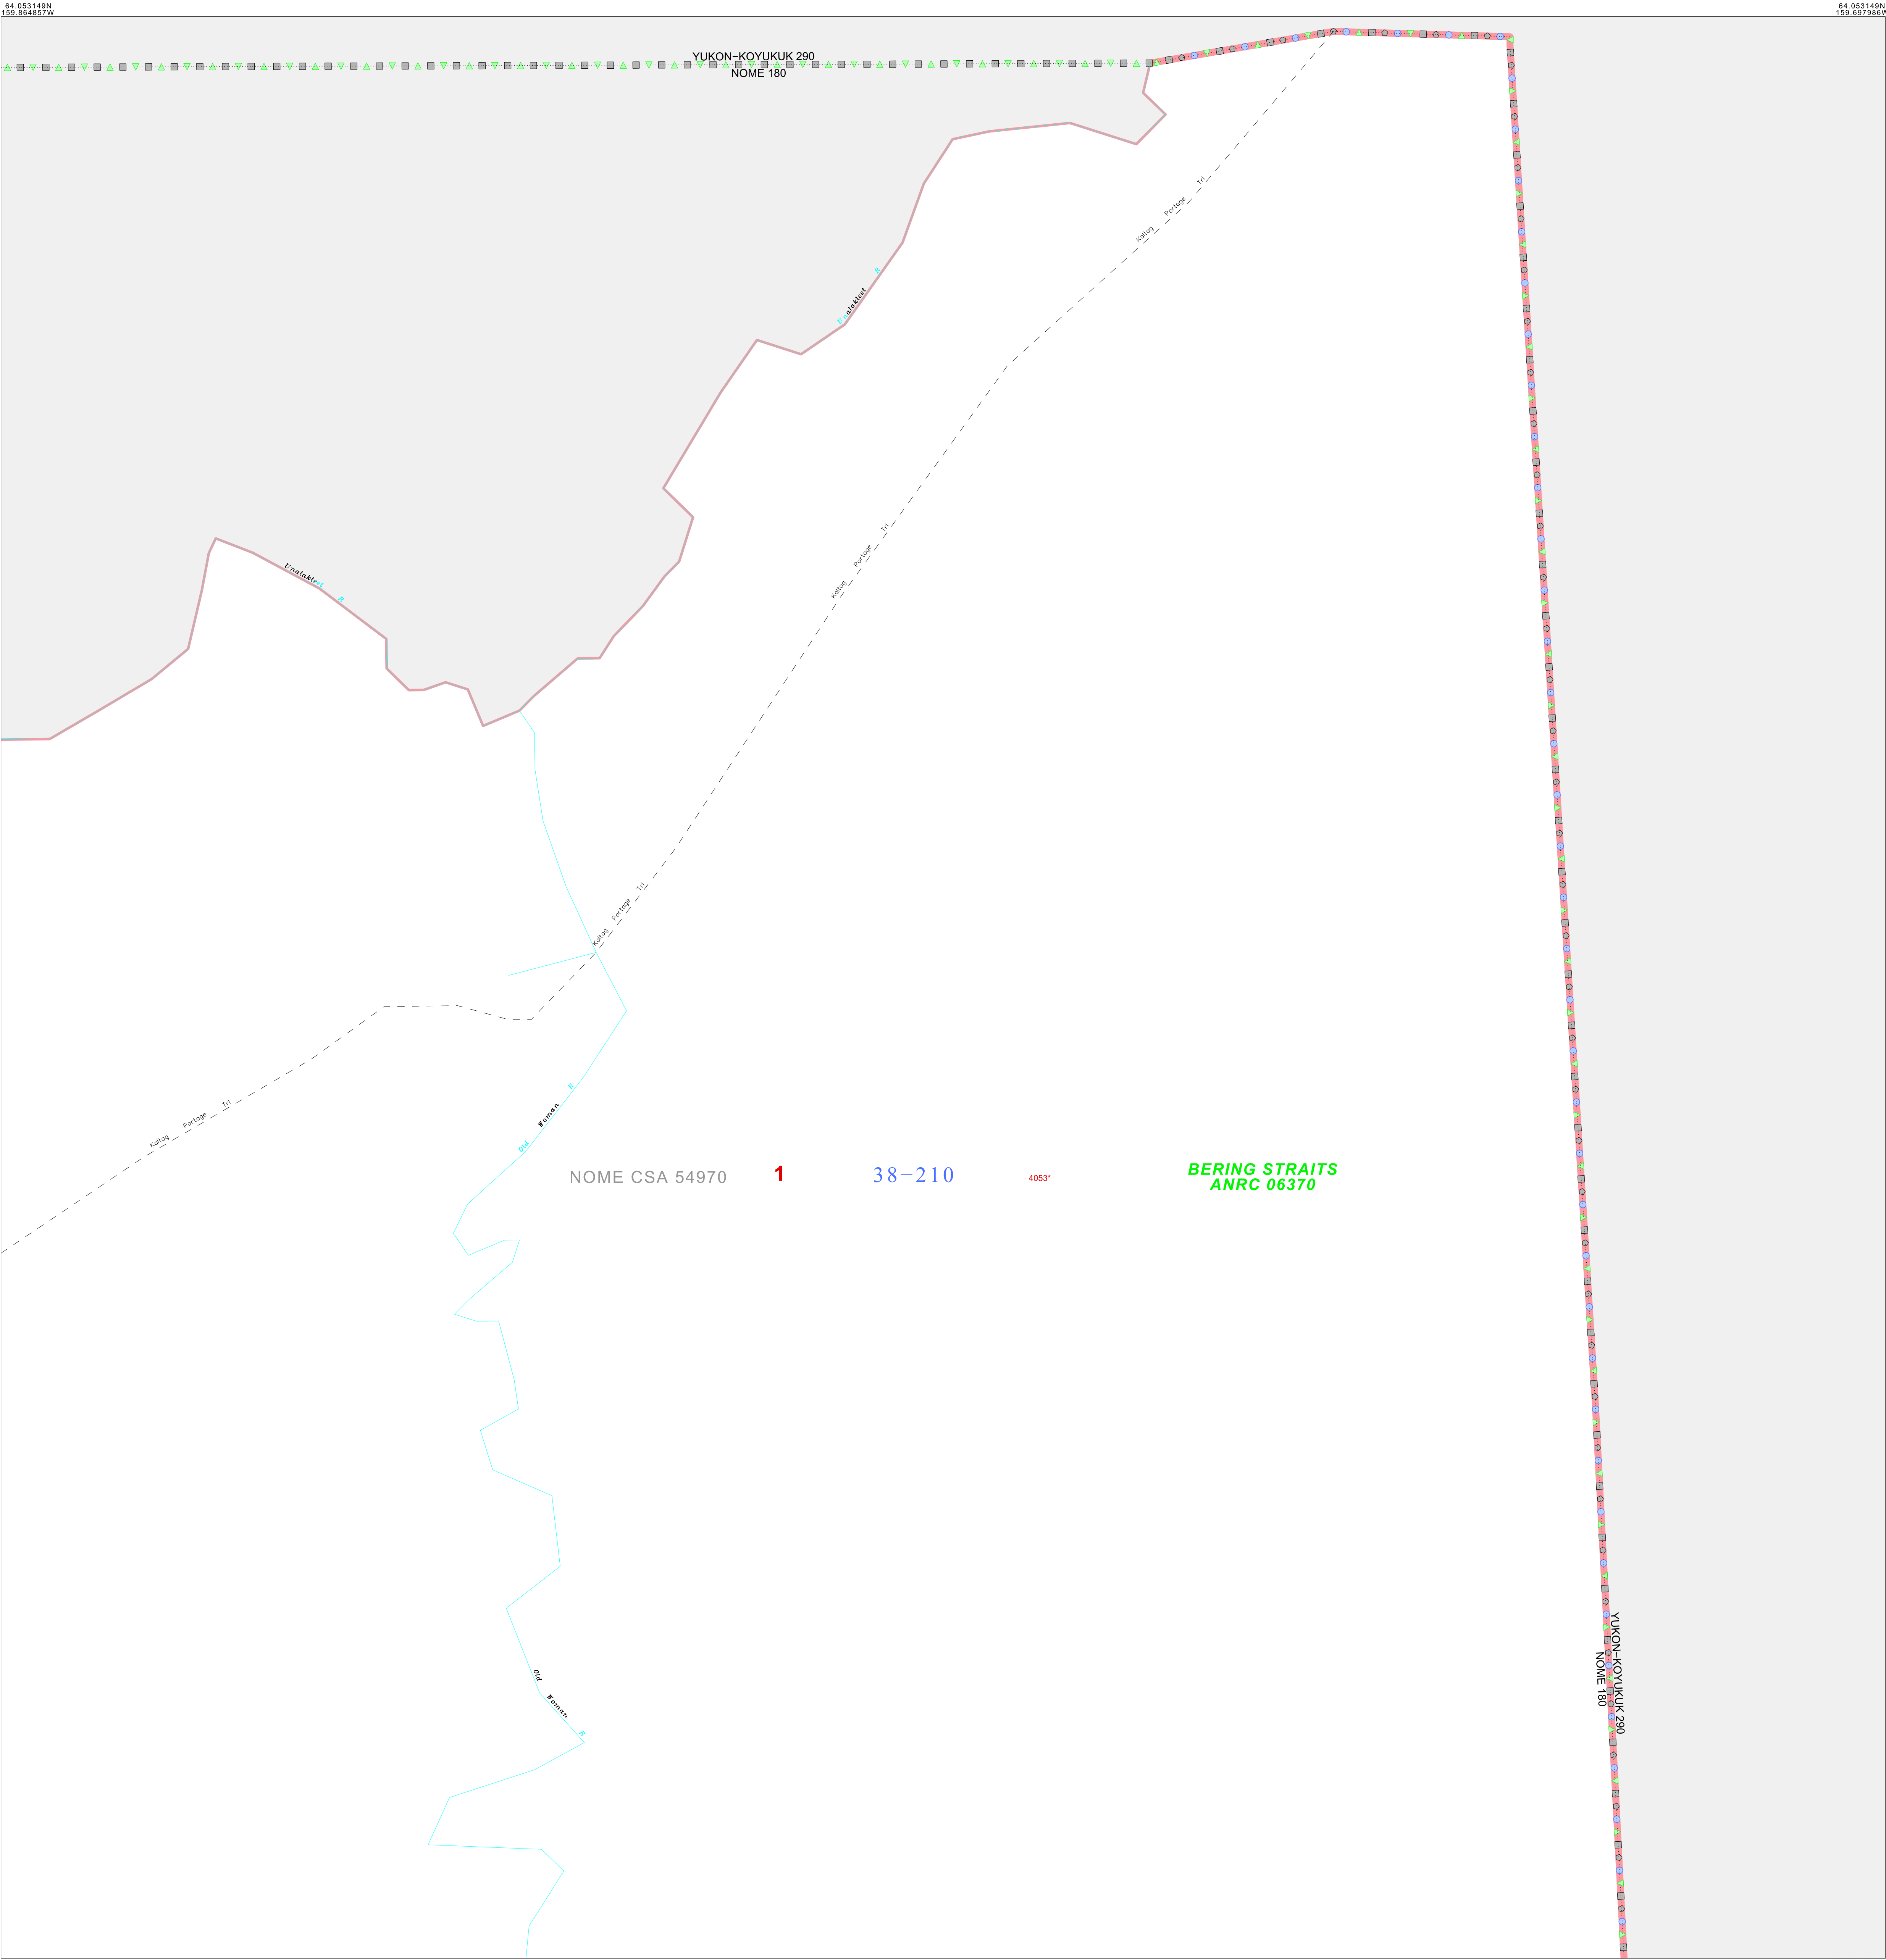 64.053149N
159.864857W
64.053149N
159.697986W
YUKON-KOYUKUK 290
NOME 180
Kaltag Portage Trl
Unalakleet R
Kaltag Portage Trl
Unalakleet R
Kaltag Portage Trl
Kaltag Portage Trl
Old Woman R
NOME CSA 54970
1
38-210
4053*
BERING STRAITS
ANRC 06370
YUKON-KOYUKUK 290
NOME 180
Old Woman R